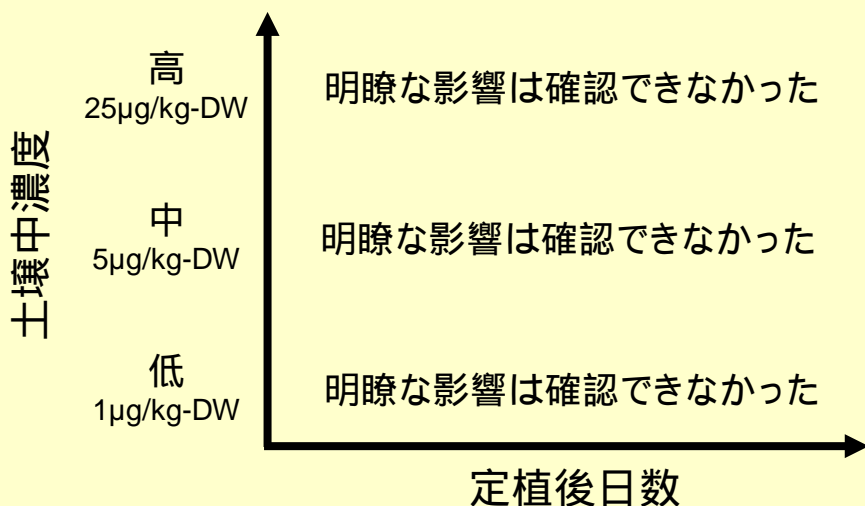 土壌中濃度
高
25μg/kg-DW
明瞭な影響は確認できなかった
中
5μg/kg-DW
明瞭な影響は確認できなかった
低
1μg/kg-DW
明瞭な影響は確認できなかった
定植後日数